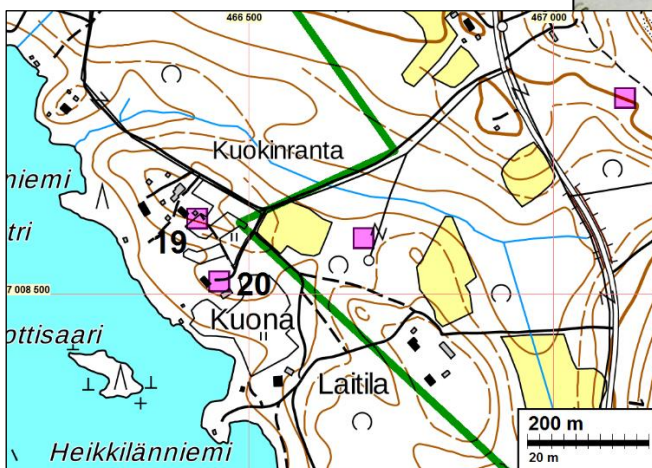 466 500
467 000
Kuokinranta
niemi
19
tri
7 008 500
20
Kuona
ottisaari
Laitila
200 m
20 m
Heikkilänniemi